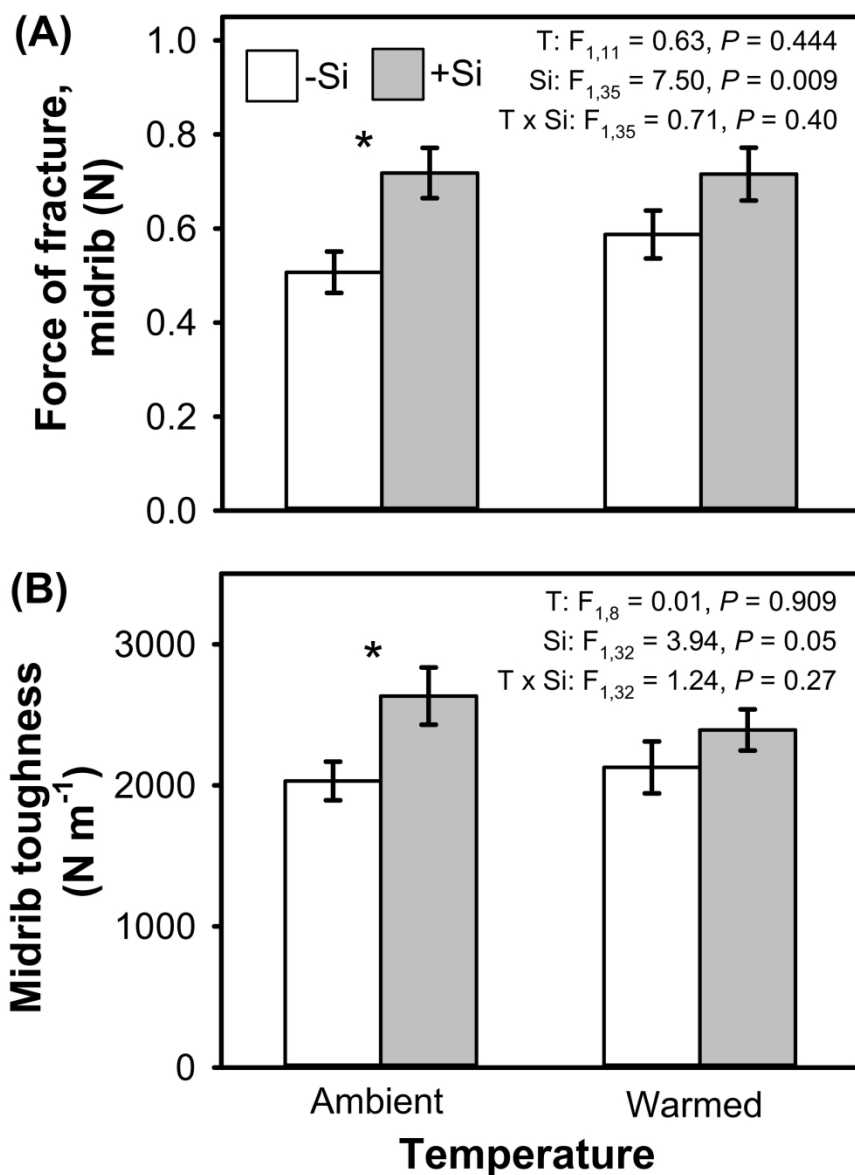 (A)
Force of fracture,
midrib (N)
1.0
0.8
0.6
0.4
0.2
0.0
-Si +Si
T: F1,11 = 0.63, P = 0.444
Si: F1,35 = 7.50, P = 0.009
T x Si: F1,35 = 0.71, P = 0.40
*
(B)
Midrib toughness
(N m-1)
3000
2000
1000
0
T: F1,8 = 0.01, P = 0.909
Si: F1,32 = 3.94, P = 0.05
T x Si: F1,32 = 1.24, P = 0.27
*
Ambient Warmed
Temperature